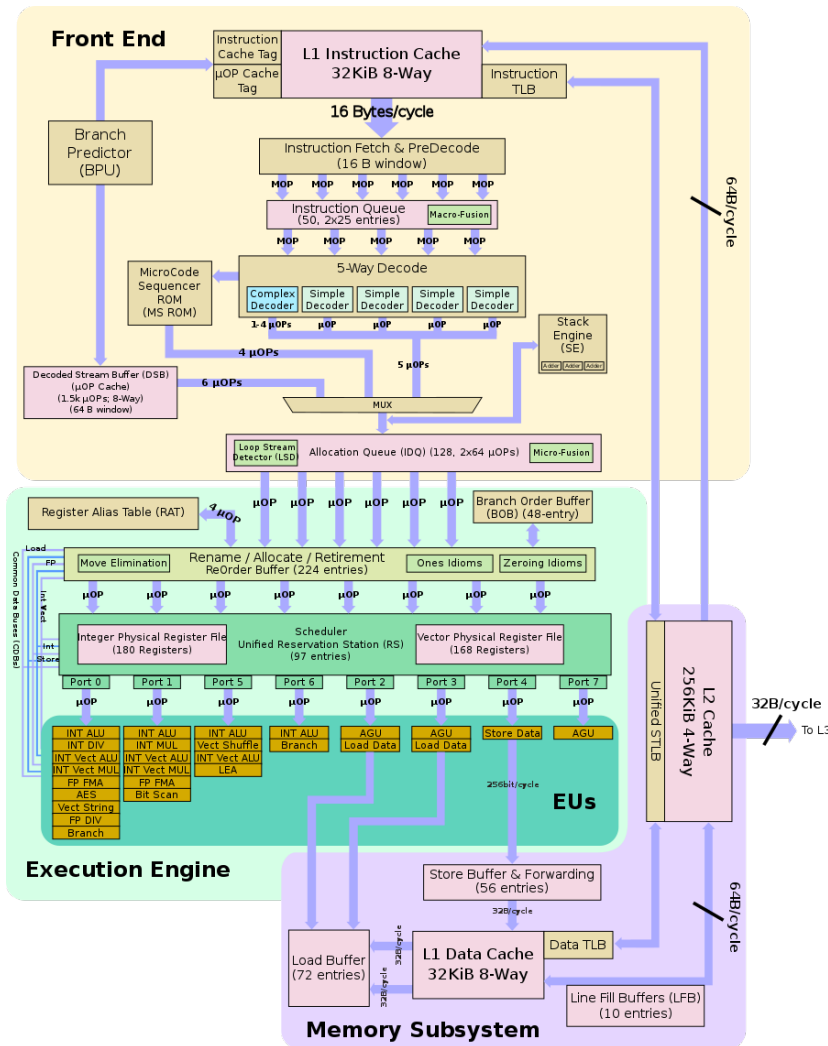 Front End
Instruction
Cache Tag
µOP Cache
Tag
L1 Instruction Cache
32KiB 8-Way
Instruction
TLB
Branch
Predictor
(BPU)
16 Bytes/cycle
Instruction Fetch & PreDecode
(16 B window)
MOP MOP MOP MOP MOP MOP
Instruction Queue
(50, 2x25 entries)
Macro-Fusion
MOP MOP MOP MOP MOP
64B/cycle
MicroCode
Sequencer
ROM
(MS ROM)
5-Way Decode
Complex
Decoder
Simple
Decoder
Simple
Decoder
Simple
Decoder
Simple
Decoder
1-4 µOPs µOP µOP µOP µOP
Stack
Engine
(SE)
Adder Adder Adder
4 µOPs
5 µOPs
Decoded Stream Buffer (DSB)
(µOP Cache)
(1.5k µOPs; 8-Way)
(64 B window)
6 µOPs
MUX
Loop Stream
Detector (LSD)
Allocation Queue (IDQ) (128, 2x64 µOPs)
Micro-Fusion
Register Alias Table (RAT)
4 µOP
µOP µOP µOP µOP µOP µOP
Branch Order Buffer
(BOB) (48-entry)
Move Elimination
Rename / Allocate / Retirement
ReOrder Buffer (224 entries)
Ones Idioms
Zeroing Idioms
Load
FP
Common Data Buses (CDBs)
Int Vect
Int
Store
µOP µOP µOP µOP µOP µOP µOP µOP
Integer Physical Register File
(180 Registers)
Scheduler
Unified Reservation Station (RS)
(97 entries)
Vector Physical Register File
(168 Registers)
Port 0 Port 1 Port 5 Port 6 Port 2 Port 3 Port 4 Port 7
µOP µOP µOP µOP µOP µOP µOP µOP
INT ALU
INT DIV
INT Vect ALU
INT Vect MUL
FP FMA
AES
Vect String
FP DIV
Branch
INT ALU
INT MUL
INT Vect ALU
INT Vect MUL
FP FMA
Bit Scan
INT ALU
Vect Shuffle
INT Vect ALU
LEA
INT ALU
Branch
AGU
Load Data
AGU
Load Data
Store Data
AGU
256bit/cycle
EUs
Execution Engine
Unified STLB
L2 Cache
256KiB 4-Way
32B/cycle
To L3
Store Buffer & Forwarding
(56 entries)
32B/cycle
64B/cycle
Load Buffer
(72 entries)
32B/cycle
32B/cycle
L1 Data Cache
32KiB 8-Way
Data TLB
Line Fill Buffers (LFB)
(10 entries)
Memory Subsystem